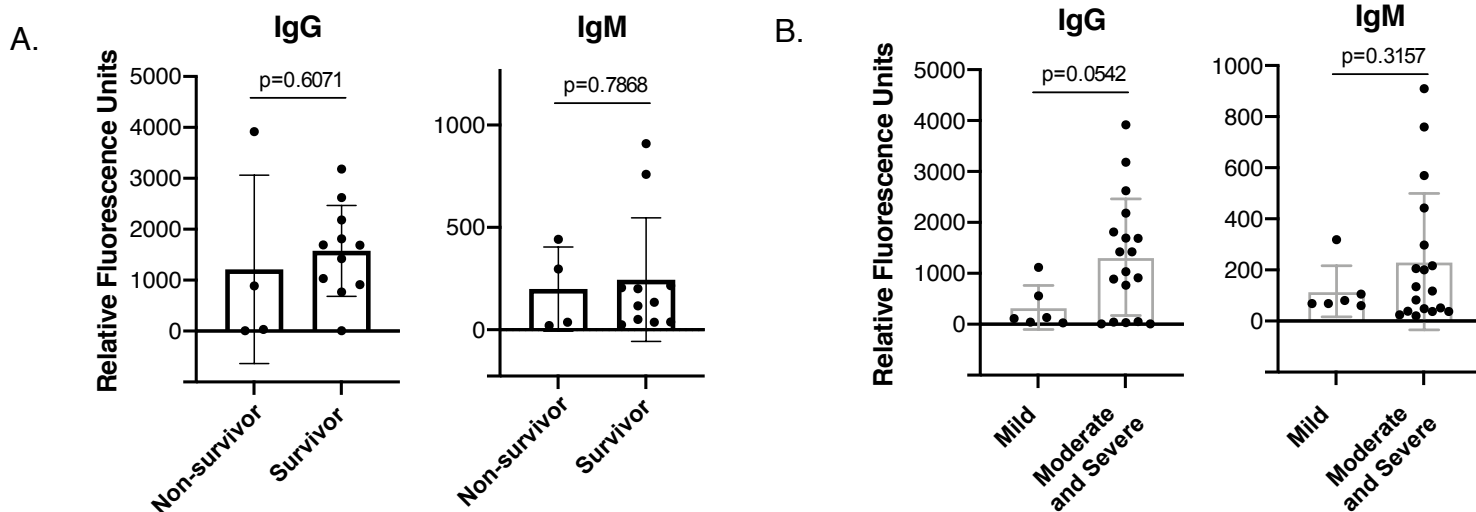 A.
IgG
Relative Fluorescence Units
5000
4000
3000
2000
1000
0
p=0.6071
Non-survivor
Survivor
IgM
1000
500
0
p=0.7868
Non-survivor
Survivor
B.
IgG
Relative Fluorescence Units
5000
4000
3000
2000
1000
0
p=0.0542
Mild
Moderate
and Severe
IgM
1000
800
600
400
200
0
p=0.3157
Mild
Moderate
and Severe